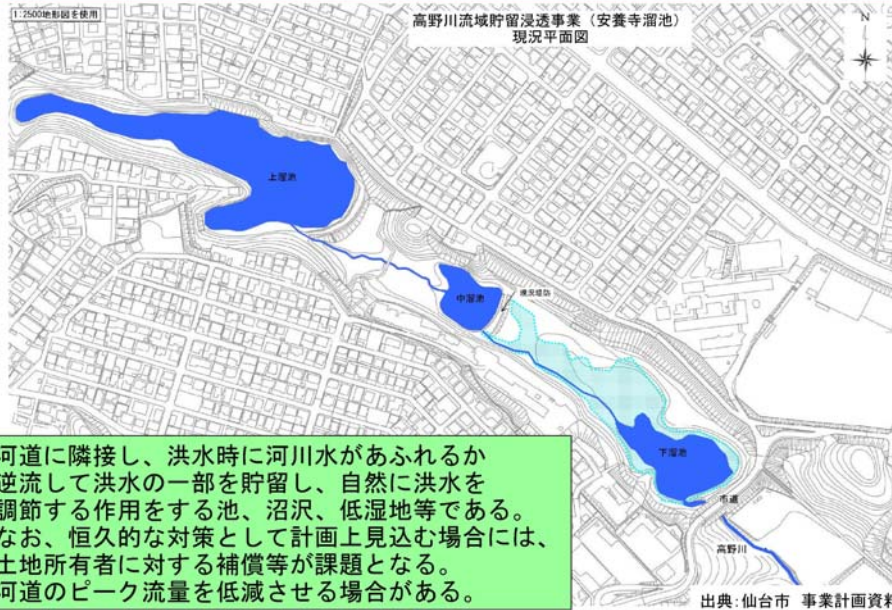 1:2500地形図を使用
高野川流域貯留浸透事業（安養寺溜池）
現況平面図
N
上溜池
中溜池
現況堤防
下溜池
市道
高野川
河道に隣接し、洪水時に河川水があふれるか
逆流して洪水の一部を貯留し、自然に洪水を
調節する作用をする池、沼沢、低湿地等である。
なお、恒久的な対策として計画上見込む場合には、
土地所有者に対する補償等が課題となる。
河道のピーク流量を低減させる場合がある。
出典:仙台市 事業計画資料